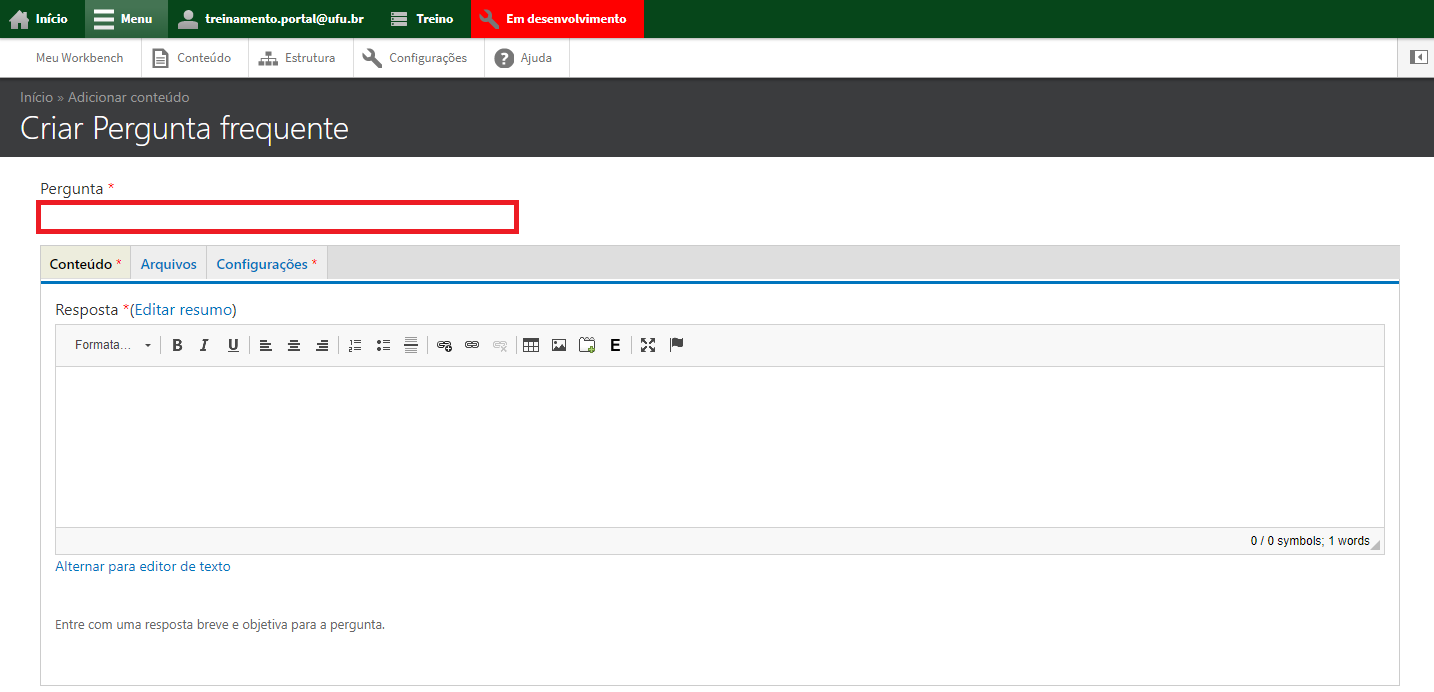 Início Menu treinamento.portal@ufu.br Treino Em desenvolvimento
Meu Workbench Conteúdo Estrutura Configurações ? Ajuda
Início » Adicionar conteúdo
Criar Pergunta frequente
Pergunta *
Conteúdo * Arquivos Configurações *
Resposta *(Editar resumo)
Formata... B I U E
0 / 0 symbols; 1 words
Alternar para editor de texto
Entre com uma resposta breve e objetiva para a pergunta.